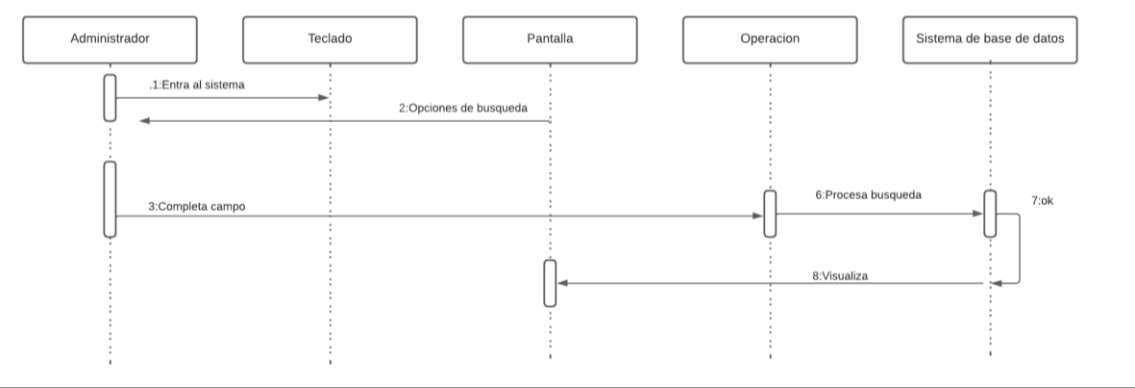 Administrador
Teclado
Pantalla
Operacion
Sistema de base de datos
.1:Entra al sistema
2:Opciones de busqueda
3:Completa campo
6:Procesa busqueda
7:ok
8:Visualiza